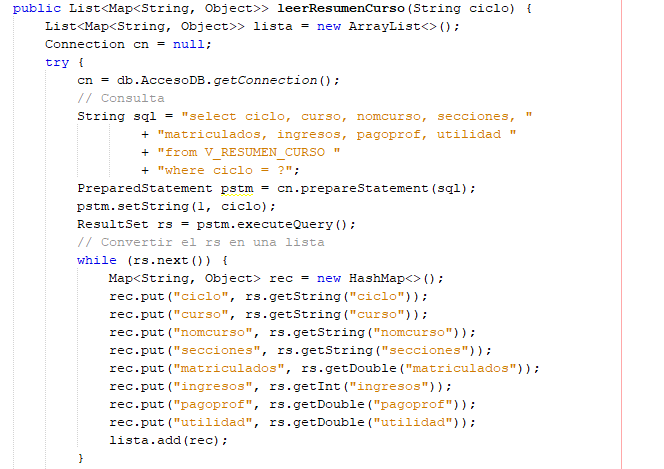 public List<Map<String, Object>> leerResumenCurso(String ciclo) {
List<Map<String, Object>> lista = new ArrayList<>();
Connection cn = null;
try {
cn = db.AccesoDB.getConnection();
// Consulta
String sql = "select ciclo, curso, nomcurso, secciones, "
+ "matriculados, ingresos, pagoprof, utilidad "
+ "from V_RESUMEN_CURSO "
+ "where ciclo = ?";
PreparedStatement pstm = cn.prepareStatement(sql);
pstm.setString(1, ciclo);
ResultSet rs = pstm.executeQuery();
// Convertir el rs en una lista
while (rs.next()) {
Map<String, Object> rec = new HashMap<>();
rec.put("ciclo", rs.getString("ciclo"));
rec.put("curso", rs.getString("curso"));
rec.put("nomcurso", rs.getString("nomcurso"));
rec.put("secciones", rs.getString("secciones"));
rec.put("matriculados", rs.getDouble("matriculados"));
rec.put("ingresos", rs.getInt("ingresos"));
rec.put("pagoprof", rs.getDouble("pagoprof"));
rec.put("utilidad", rs.getDouble("utilidad"));
lista.add(rec);
}